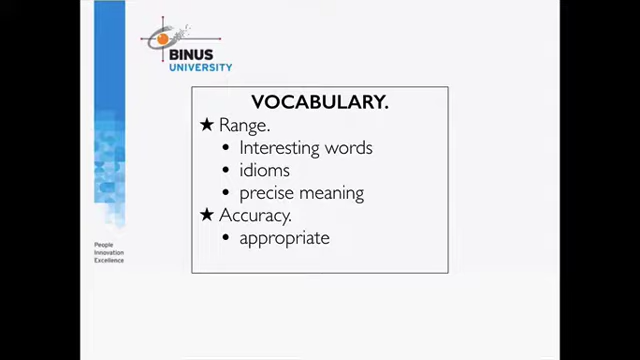 BINUS
UNIVERSITY
VOCABULARY.
★ Range.
• Interesting words
• idioms
• precise meaning
★ Accuracy.
• appropriate
People
Innovation
Excellence